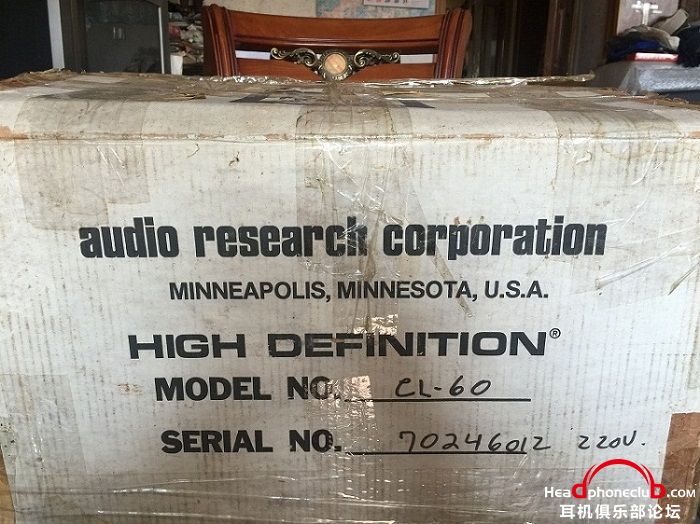 audio research corporation
MINNEAPOLIS, MINNESOTA, U.S.A.
HIGH DEFINITION®
MODEL NO. CL-60
SERIAL NO. 70246012 220V.
Headphoneclub.com
耳机俱乐部论坛